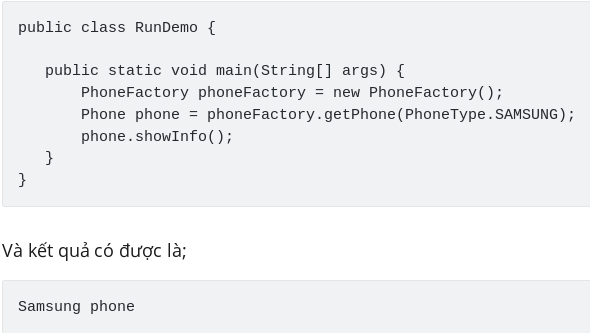 public class RunDemo {
public static void main(String[] args) {
PhoneFactory phoneFactory = new PhoneFactory();
Phone phone = phoneFactory.getPhone(PhoneType.SAMSUNG);
phone.showInfo();
}
}
Và kết quả có được là;
Samsung phone